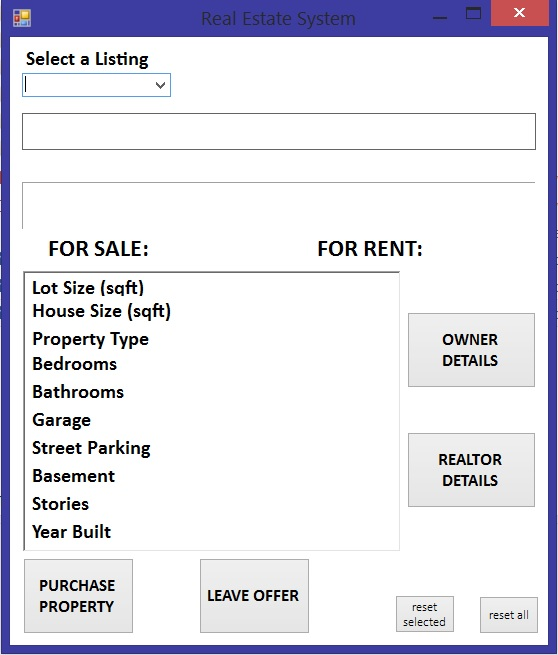 Real Estate System
Select a Listing
FOR SALE: FOR RENT:
Lot Size (sqft)
House Size (sqft)
Property Type
Bedrooms
Bathrooms
Garage
Street Parking
Basement
Stories
Year Built
OWNER
DETAILS
REALTOR
DETAILS
PURCHASE
PROPERTY
LEAVE OFFER
reset
selected
reset all